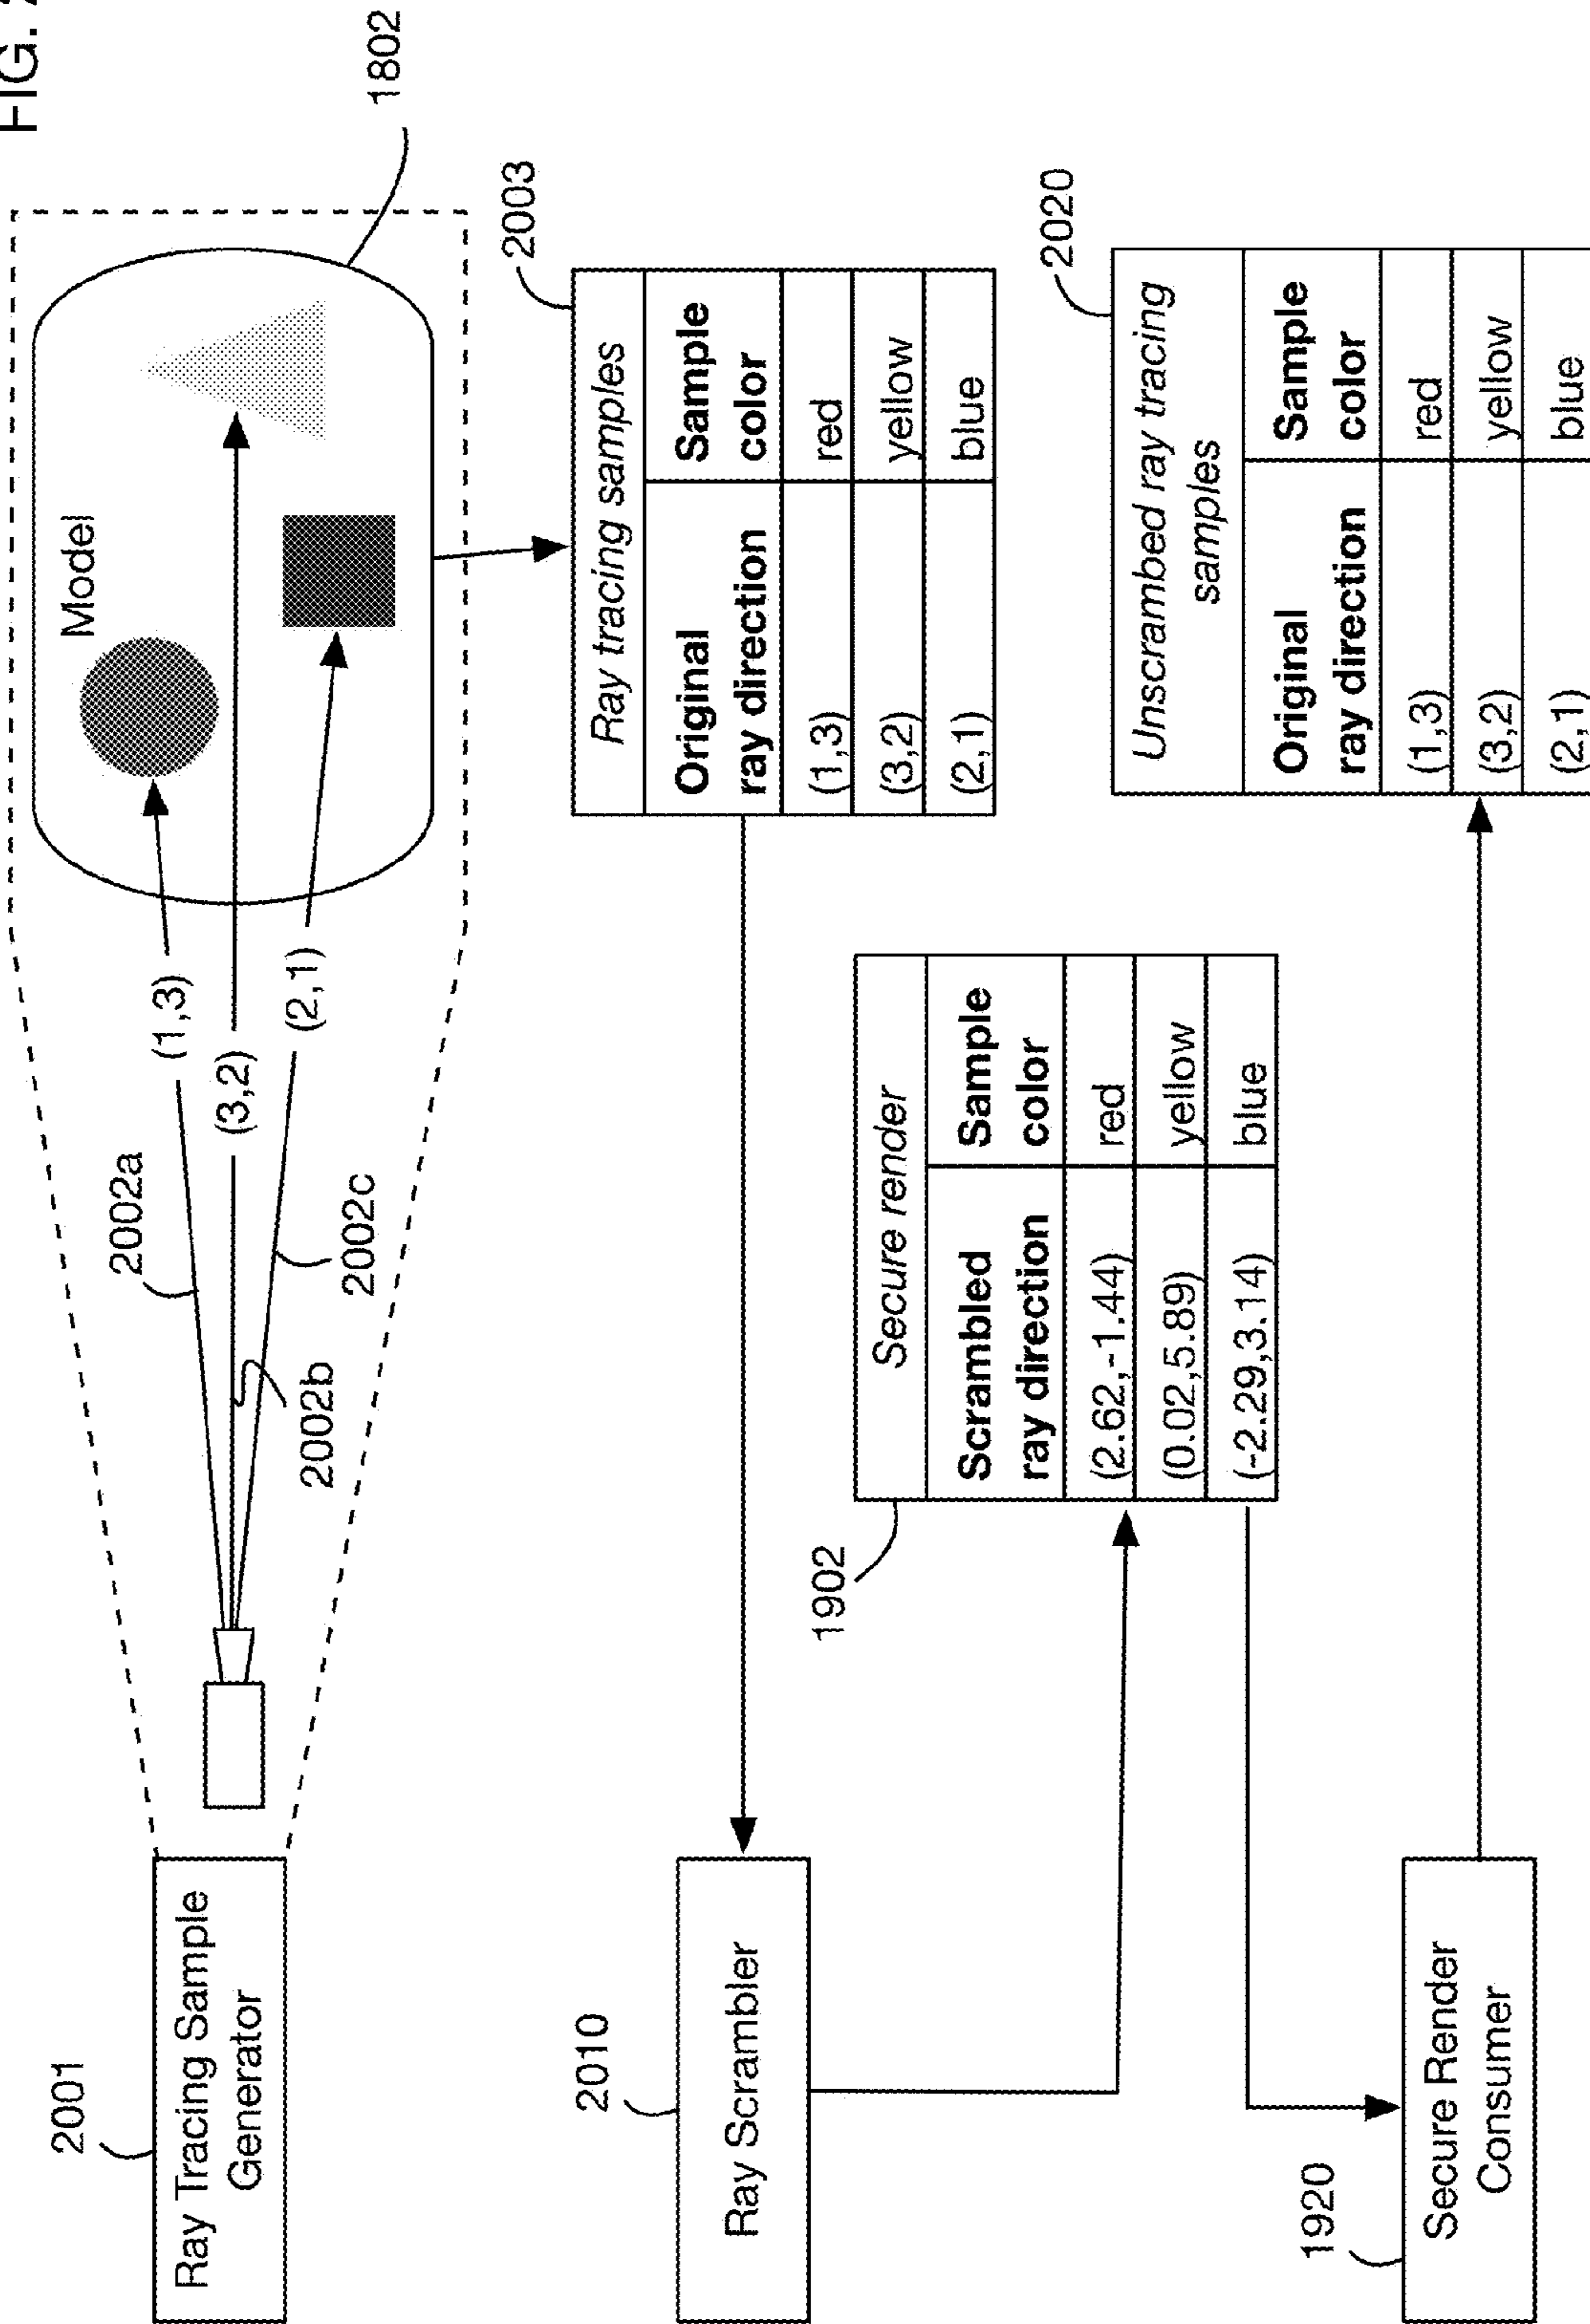 FIG. 2
2001
Ray Tracing Sample
Generator
2002a
2002b
2002c
(1,3)
(3,2)
(2,1)
Model
1802
2003
Ray tracing samples
Original
ray direction
Sample
color
(1,3) red
(3,2) yellow
(2,1) blue
2010
Ray Scrambler
1902
Secure render
Scrambled
ray direction
Sample
color
(2.62,-1.44) red
(0.02,5.89) yellow
(-2.29,3.14) blue
1920
Secure Render
Consumer
2020
Unscrambed ray tracing
samples
Original
ray direction
Sample
color
(1,3) red
(3,2) yellow
(2,1) blue